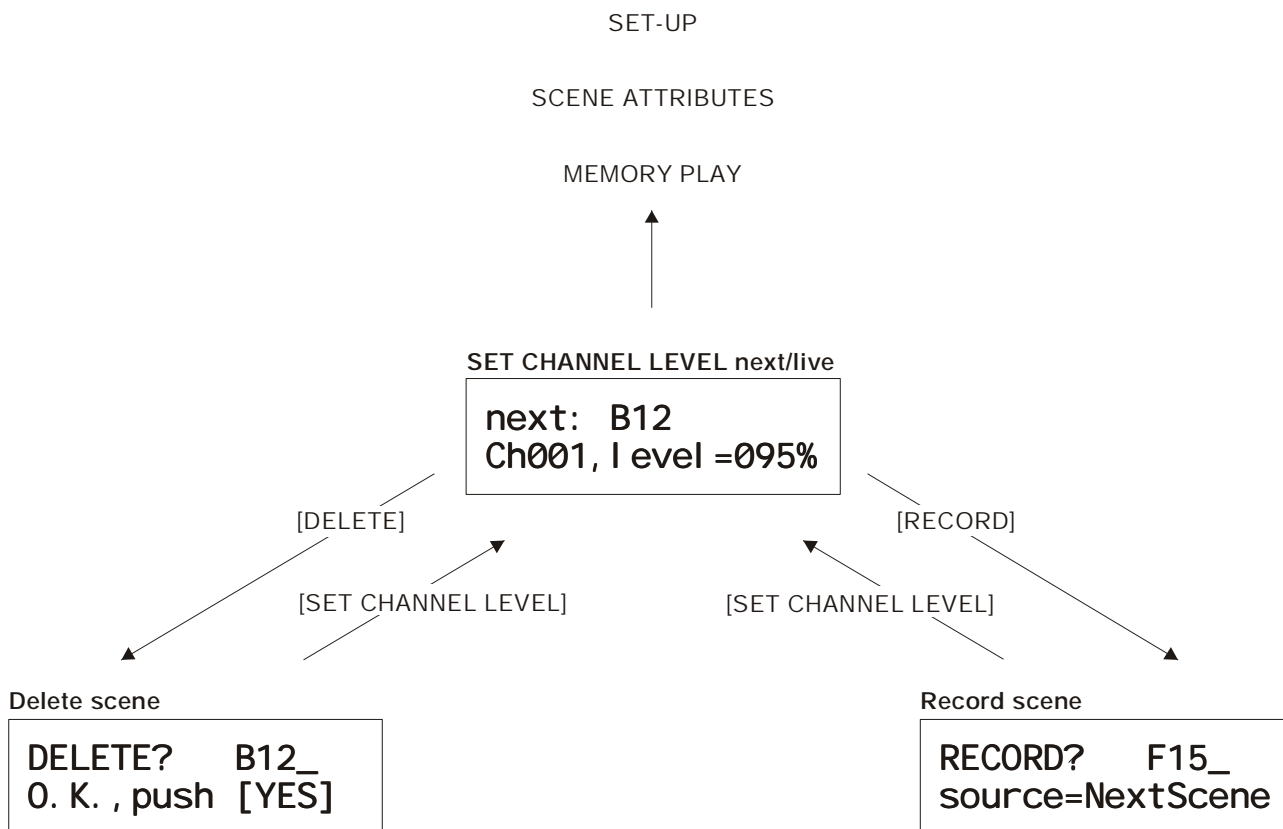 SET-UP
SCENE ATTRIBUTES
MEMORY PLAY
SET CHANNEL LEVEL next/live
next: B12
Ch001,level=095%
[DELETE]
[RECORD]
[SET CHANNEL LEVEL]
[SET CHANNEL LEVEL]
Delete scene
DELETE? B12_
O.K.,push [YES]
Record scene
RECORD? F15_
source=NextScene